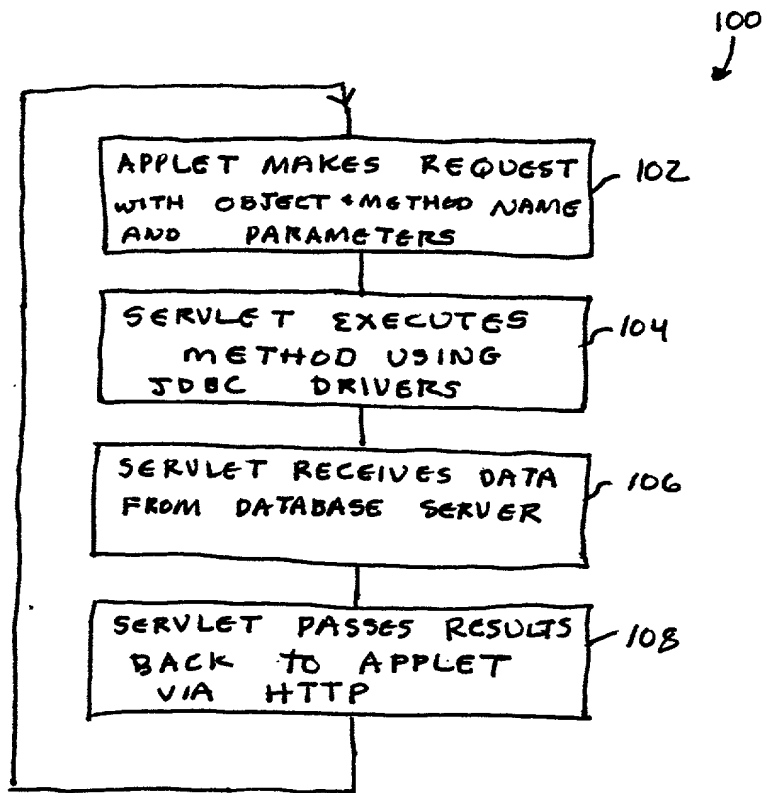 100
APPLET MAKES REQUEST
WITH OBJECT + METHOD NAME
AND PARAMETERS
102
SERVLET EXECUTES
METHOD USING
JDBC DRIVERS
104
SERVLET RECEIVES DATA
FROM DATABASE SERVER
106
SERVLET PASSES RESULTS
BACK TO APPLET
VIA HTTP
108